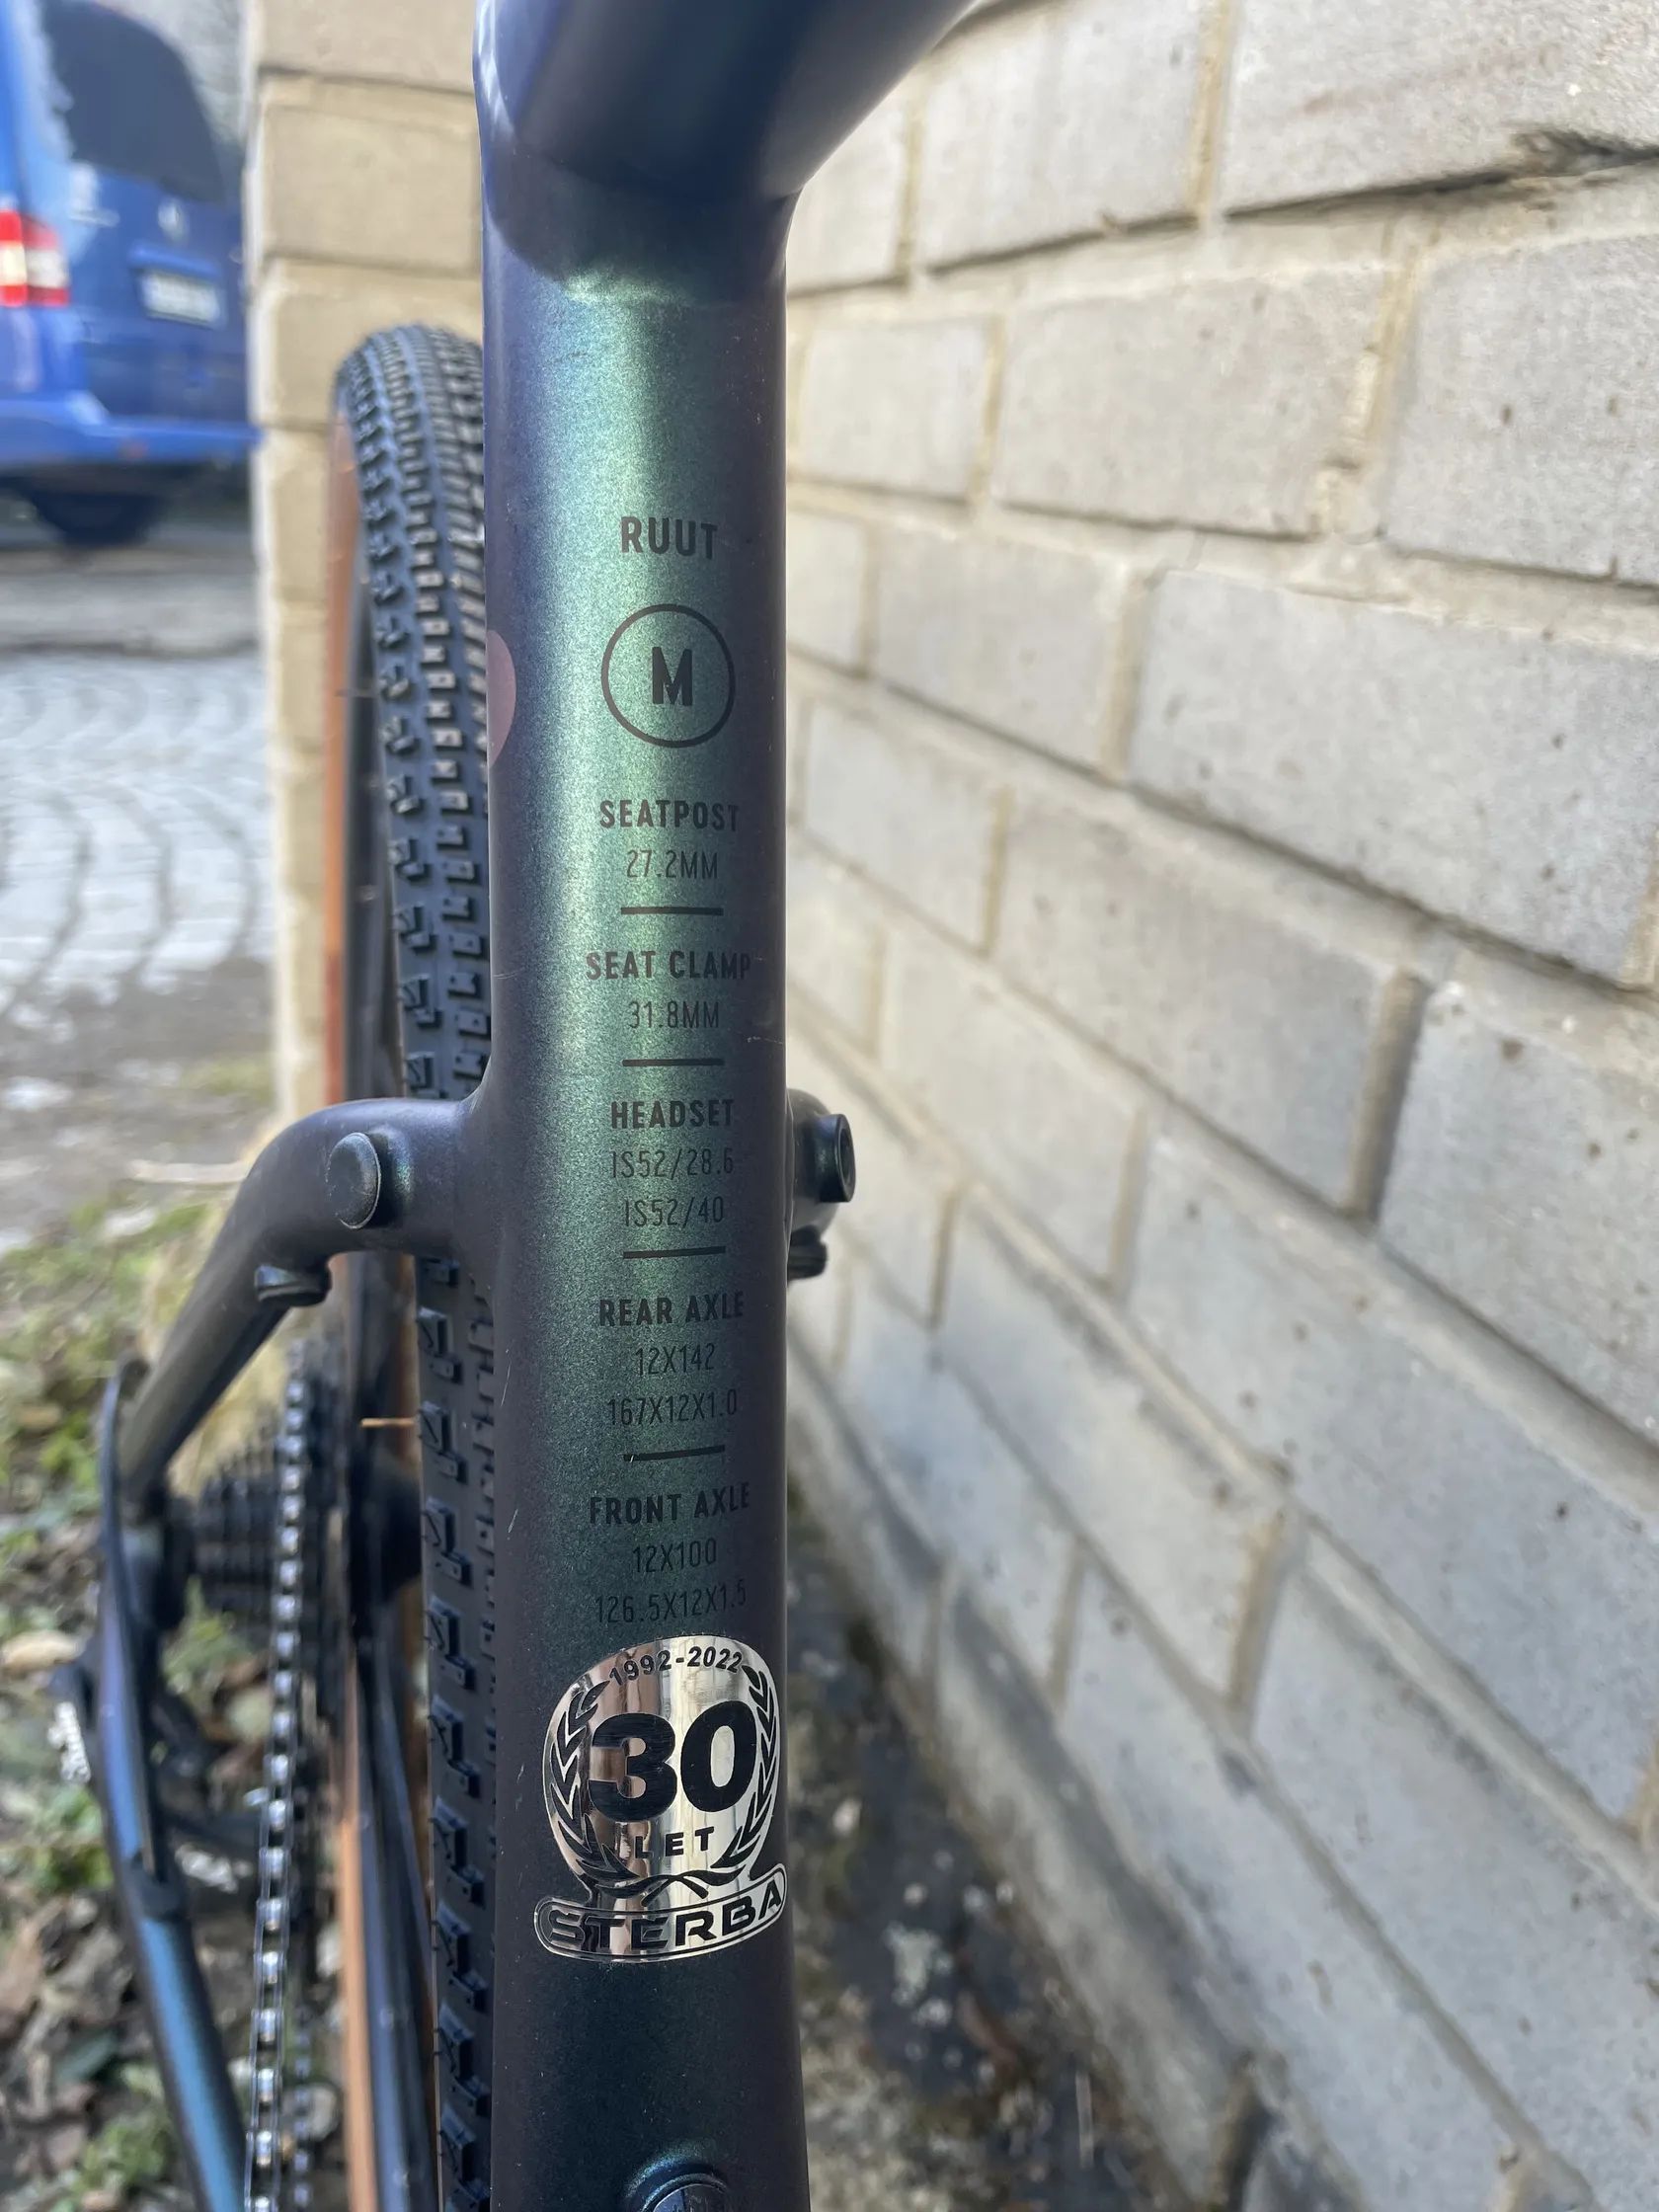 RUUT
M
SEATPOST
27.2MM
SEAT CLAMP
31.8MM
HEADSET
IS52/28.6
IS52/40
REAR AXLE
12X142
167X12X1.0
FRONT AXLE
12X100
126.5X12X1.5
1992-2022
30
LET
STERBA